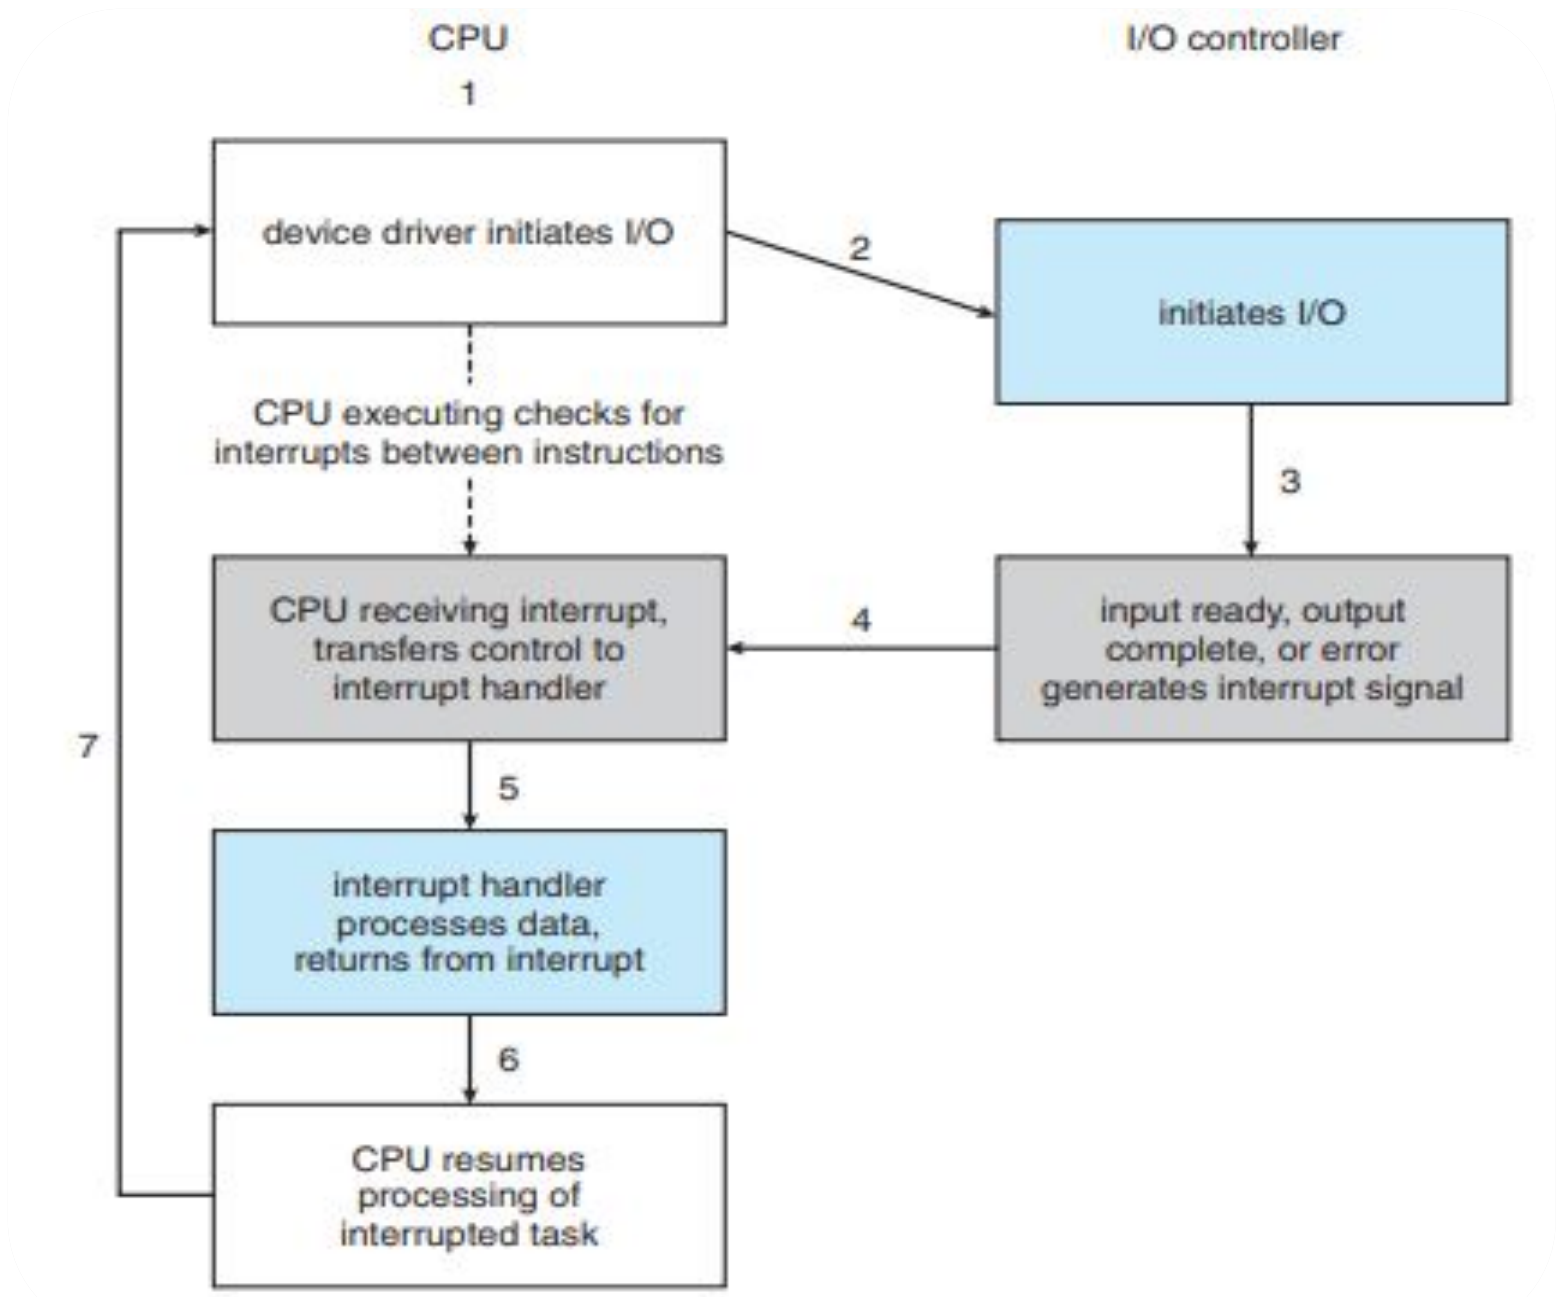 CPU
I/O controller
1
device driver initiates I/O
2
initiates I/O
CPU executing checks for
interrupts between instructions
3
CPU receiving interrupt,
transfers control to
interrupt handler
4
input ready, output
complete, or error
generates interrupt signal
7
5
interrupt handler
processes data,
returns from interrupt
6
CPU resumes
processing of
interrupted task